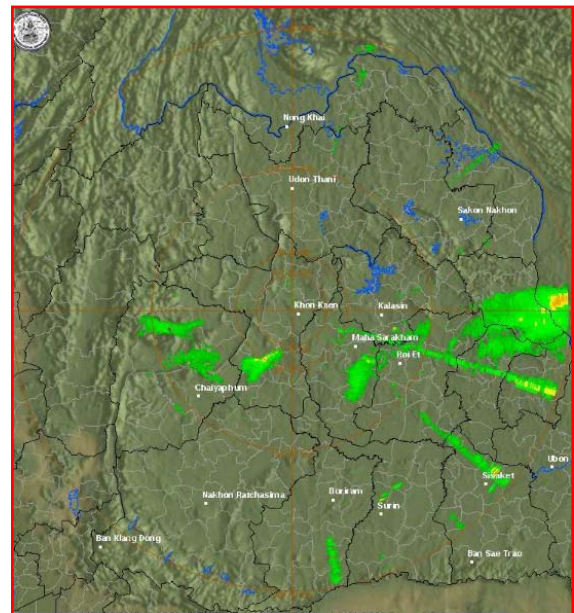 Nong Khai
Udon Thani
Sakon Nakhon
Khon Kaen
Kalasin
Maha Sarakham
Roi Et
Chaiyaphum
Ubon
Sisaket
Nakhon Ratchasima
Buriram
Surin
Ban Klang Dong
Ban Sae Trao